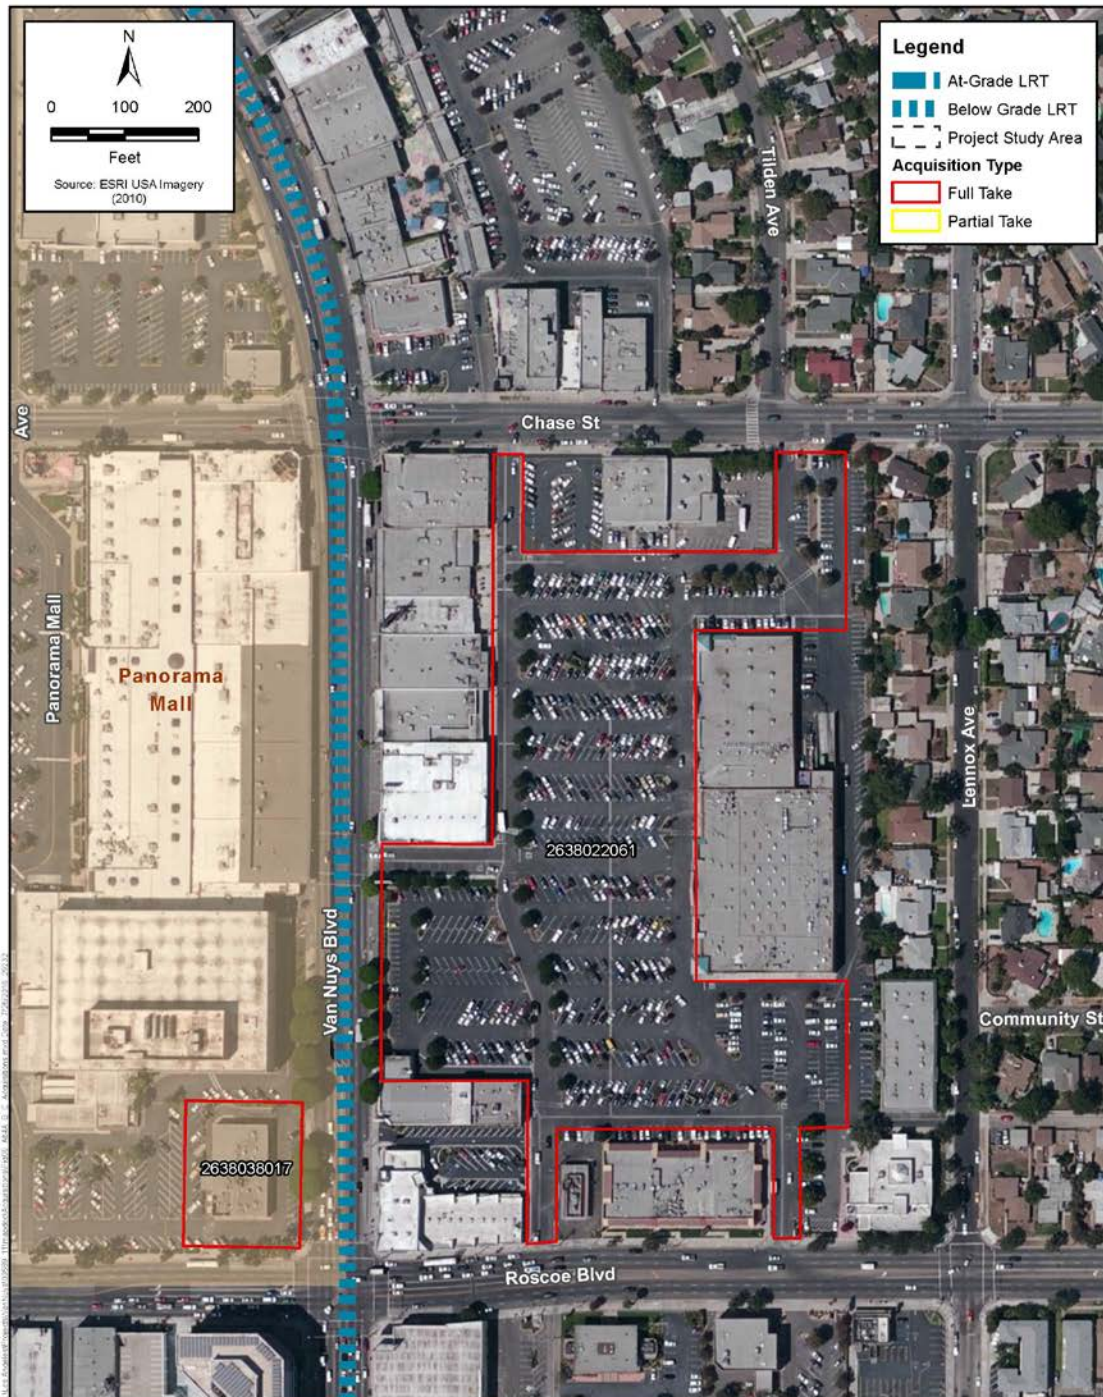 N
0 100 200
Feet
Source: ESRI USA Imagery
(2010)
Legend
At-Grade LRT
Below Grade LRT
Project Study Area
Acquisition Type
Full Take
Partial Take
Tilden Ave
Chase St
Ave
Panorama Mall
Panorama
Mall
Lennox Ave
2638022061
Van Nuys Blvd
Community St
2638038017
Roscoe Blvd